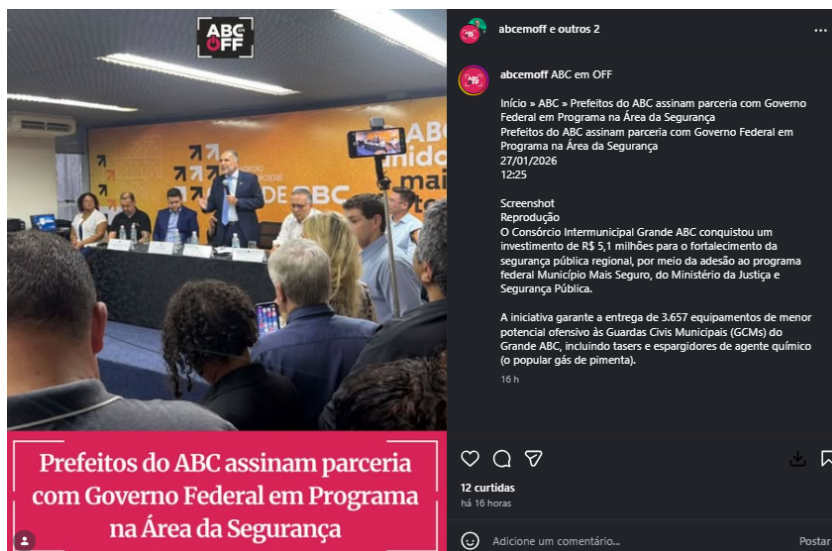 ABC
EM
OFF
ABC
unido
é mai
Consórcio
Intermunicipal
GRANDE ABC
Prefeitos do ABC assinam parceria
com Governo Federal em Programa
na Área da Segurança
abcemoff e outros 2
abcemoff ABC em OFF
Início » ABC » Prefeitos do ABC assinam parceria com Governo
Federal em Programa na Área da Segurança
Prefeitos do ABC assinam parceria com Governo Federal em
Programa na Área da Segurança
27/01/2026
12:25
Screenshot
Reprodução
O Consórcio Intermunicipal Grande ABC conquistou um
investimento de R$ 5,1 milhões para o fortalecimento da
segurança pública regional, por meio da adesão ao programa
federal Município Mais Seguro, do Ministério da Justiça e
Segurança Pública.
A iniciativa garante a entrega de 3.657 equipamentos de menor
potencial ofensivo às Guardas Civis Municipais (GCMs) do
Grande ABC, incluindo tasers e espargidores de agente químico
(o popular gás de pimenta).
16 h
12 curtidas
há 16 horas
Adicione um comentário...
Postar